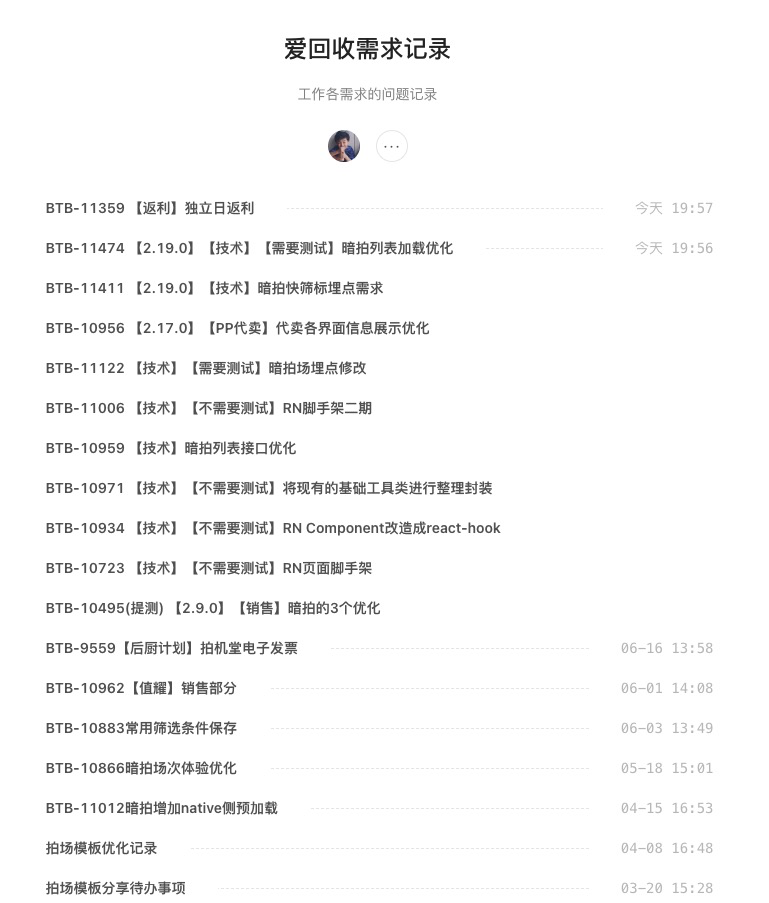 爱回收需求记录
工作各需求的问题记录
BTB-11359 【返利】独立日返利 今天 19:57
BTB-11474 【2.19.0】【技术】【需要测试】暗拍列表加载优化 今天 19:56
BTB-11411 【2.19.0】【技术】暗拍快筛标埋点需求
BTB-10956 【2.17.0】【PP代卖】代卖各界面信息展示优化
BTB-11122 【技术】【需要测试】暗拍场埋点修改
BTB-11006 【技术】【不需要测试】RN脚手架二期
BTB-10959 【技术】暗拍列表接口优化
BTB-10971 【技术】【不需要测试】将现有的基础工具类进行整理封装
BTB-10934 【技术】【不需要测试】RN Component改造成react-hook
BTB-10723 【技术】【不需要测试】RN页面脚手架
BTB-10495(提测) 【2.9.0】【销售】暗拍的3个优化
BTB-9559【后厨计划】拍机堂电子发票 06-16 13:58
BTB-10962【值耀】销售部分 06-01 14:08
BTB-10883常用筛选条件保存 06-03 13:49
BTB-10866暗拍场次体验优化 05-18 15:01
BTB-11012暗拍增加native侧预加载 04-15 16:53
拍场模板优化记录 04-08 16:48
拍场模板分享待办事项 03-20 15:28